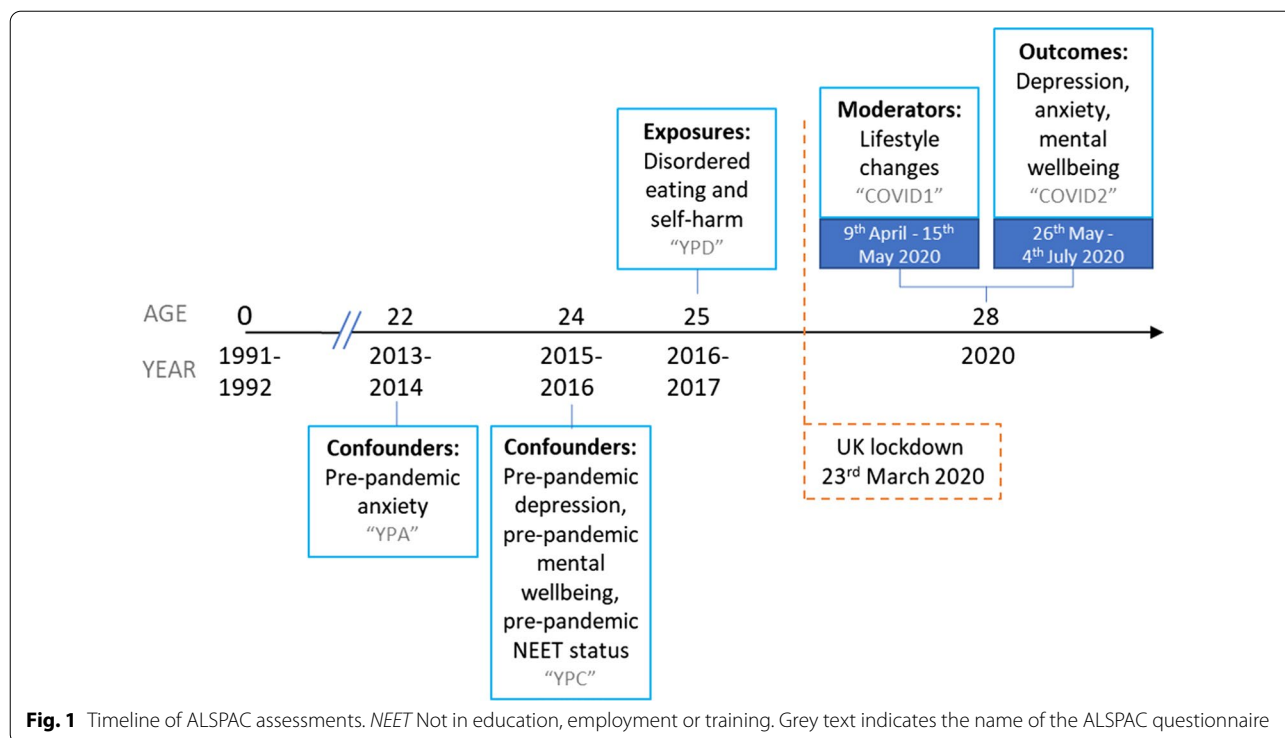 Outcomes:
Depression,
anxiety,
mental
wellbeing
"COVID2"
26th May -
4th July 2020
Moderators:
Lifestyle
changes
"COVID1"
9th April - 15th
May 2020
Exposures:
Disordered
eating and
self-harm
"YPD"
AGE
0
22
24
25
28
YEAR
1991-
1992
2013-
2014
2015-
2016
2016-
2017
2020
Confounders:
Pre-pandemic
anxiety
"YPA"
Confounders:
Pre-pandemic
depression,
pre-pandemic
mental
wellbeing,
pre-pandemic
NEET status
"YPC"
UK lockdown
23rd March 2020
Fig. 1 Timeline of ALSPAC assessments. NEET Not in education, employment or training. Grey text indicates the name of the ALSPAC questionnaire